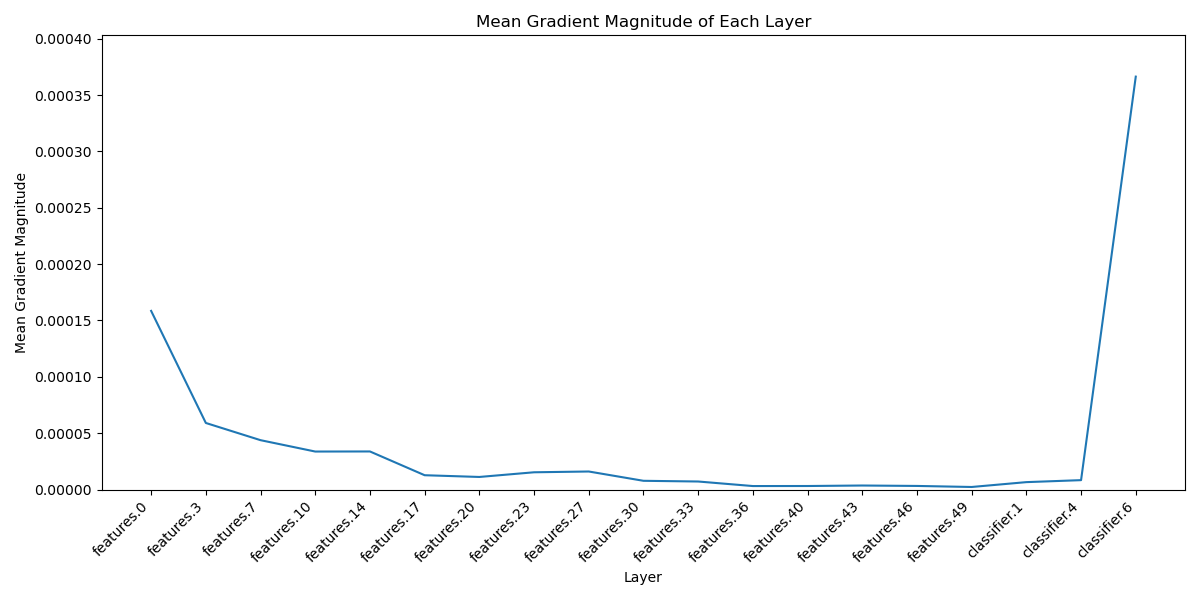 Mean Gradient Magnitude of Each Layer
0.00040
0.00035
0.00030
0.00025
0.00020
0.00015
0.00010
0.00005
0.00000
Mean Gradient Magnitude
features.0
features.3
features.7
features.10
features.14
features.17
features.20
features.23
features.27
features.30
features.33
features.36
features.40
features.43
features.46
features.49
classifier.1
classifier.4
classifier.6
Layer